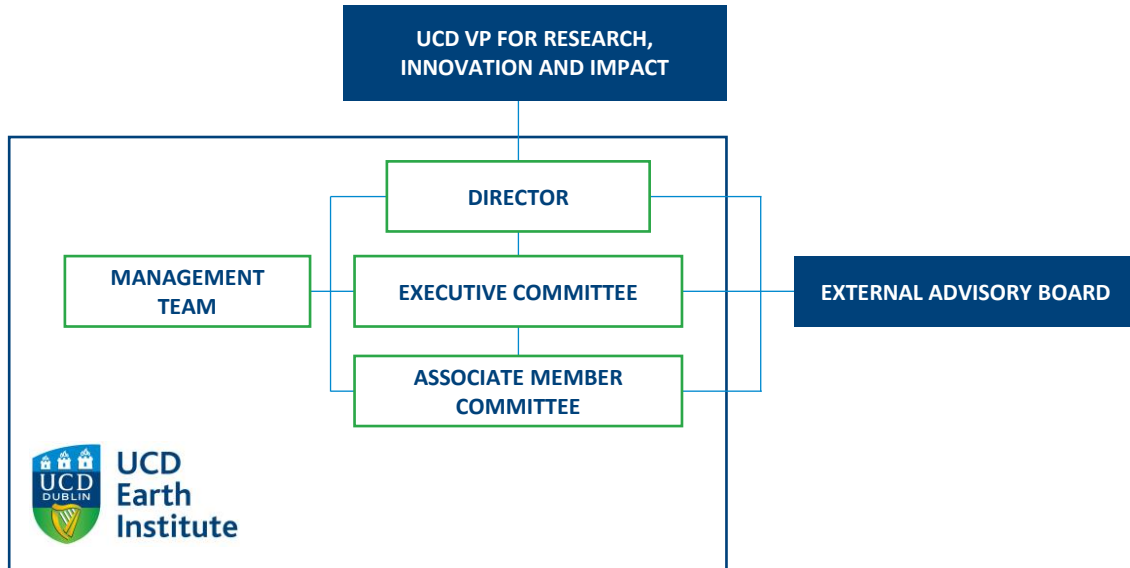 UCD VP FOR RESEARCH,
INNOVATION AND IMPACT
DIRECTOR
MANAGEMENT
TEAM
EXECUTIVE COMMITTEE
EXTERNAL ADVISORY BOARD
ASSOCIATE MEMBER
COMMITTEE
UCD
DUBLIN
UCD
Earth
Institute